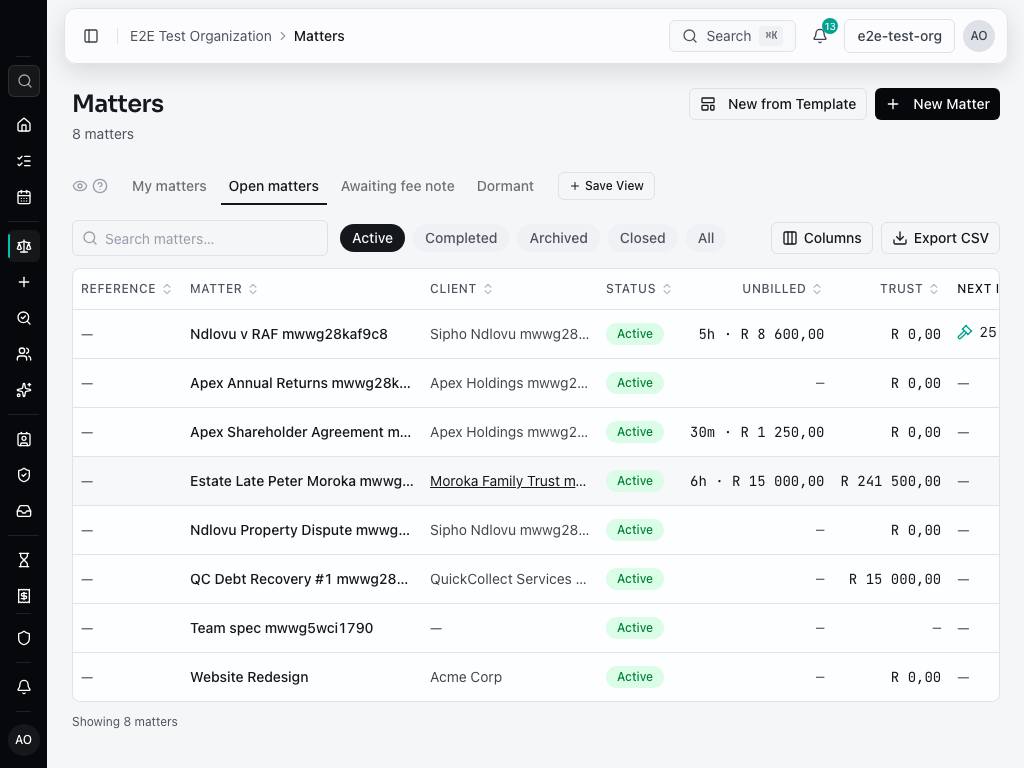 E2E Test Organization > Matters
Search ⌘K
13
e2e-test-org
AO
Matters
New from Template
+ New Matter
8 matters
My matters
Open matters
Awaiting fee note
Dormant
+ Save View
Search matters...
Active
Completed
Archived
Closed
All
Columns
Export CSV
REFERENCE MATTER CLIENT STATUS UNBILLED TRUST NEXT
— Ndlovu v RAF mwwg28kaf9c8 Sipho Ndlovu mwwg28... Active 5h · R 8 600,00 R 0,00 25
— Apex Annual Returns mwwg28k... Apex Holdings mwwg2... Active — R 0,00 —
— Apex Shareholder Agreement m... Apex Holdings mwwg2... Active 30m · R 1 250,00 R 0,00 —
— Estate Late Peter Moroka mwwg... Moroka Family Trust m... Active 6h · R 15 000,00 R 241 500,00 —
— Ndlovu Property Dispute mwwg... Sipho Ndlovu mwwg28... Active — R 0,00 —
— QC Debt Recovery #1 mwwg28... QuickCollect Services ... Active — R 15 000,00 —
— Team spec mwwg5wci1790 — Active — — —
— Website Redesign Acme Corp Active — R 0,00 —
Showing 8 matters
AO